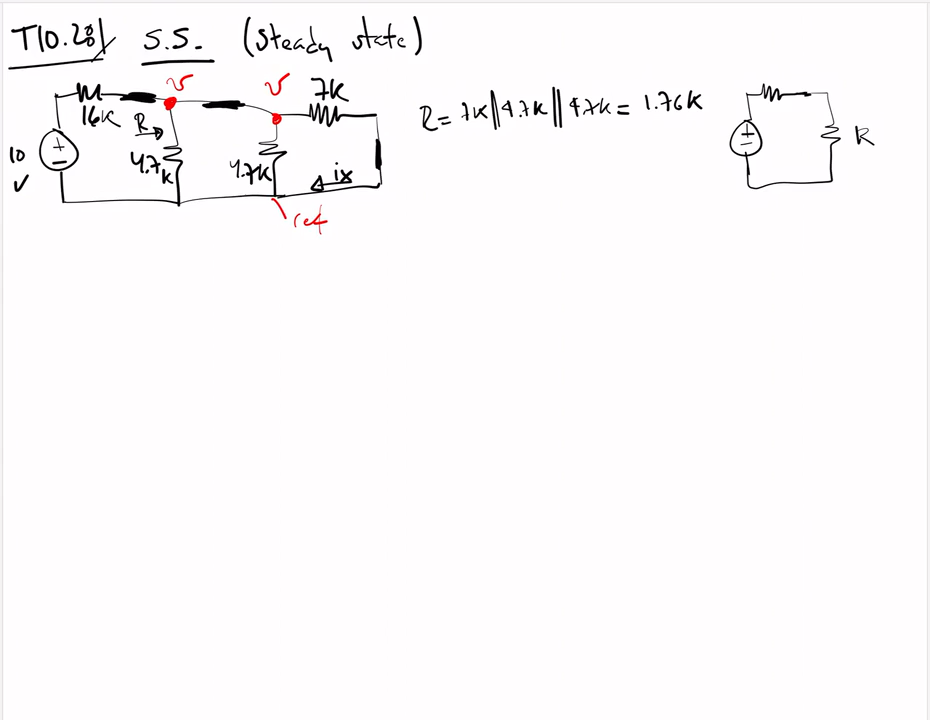 T10.28) S.S. (steady state)
v v 7K
16K R
10 V
4.7K 4.7K ix
ref
R = 7K || 4.7K || 4.7K = 1.76K
R